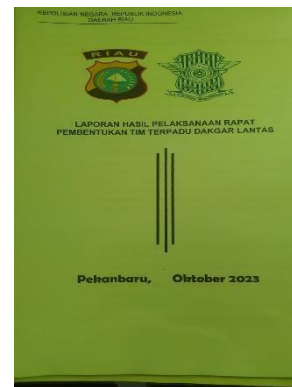 KEPOLISIAN NEGARA REPUBLIK INDONESIA
DAERAH RIAU
RIAU
LAPORAN HASIL PELAKSANAAN RAPAT
PEMBENTUKAN TIM TERPADU DAKGAR LANTAS
Pekanbaru, Oktober 2023